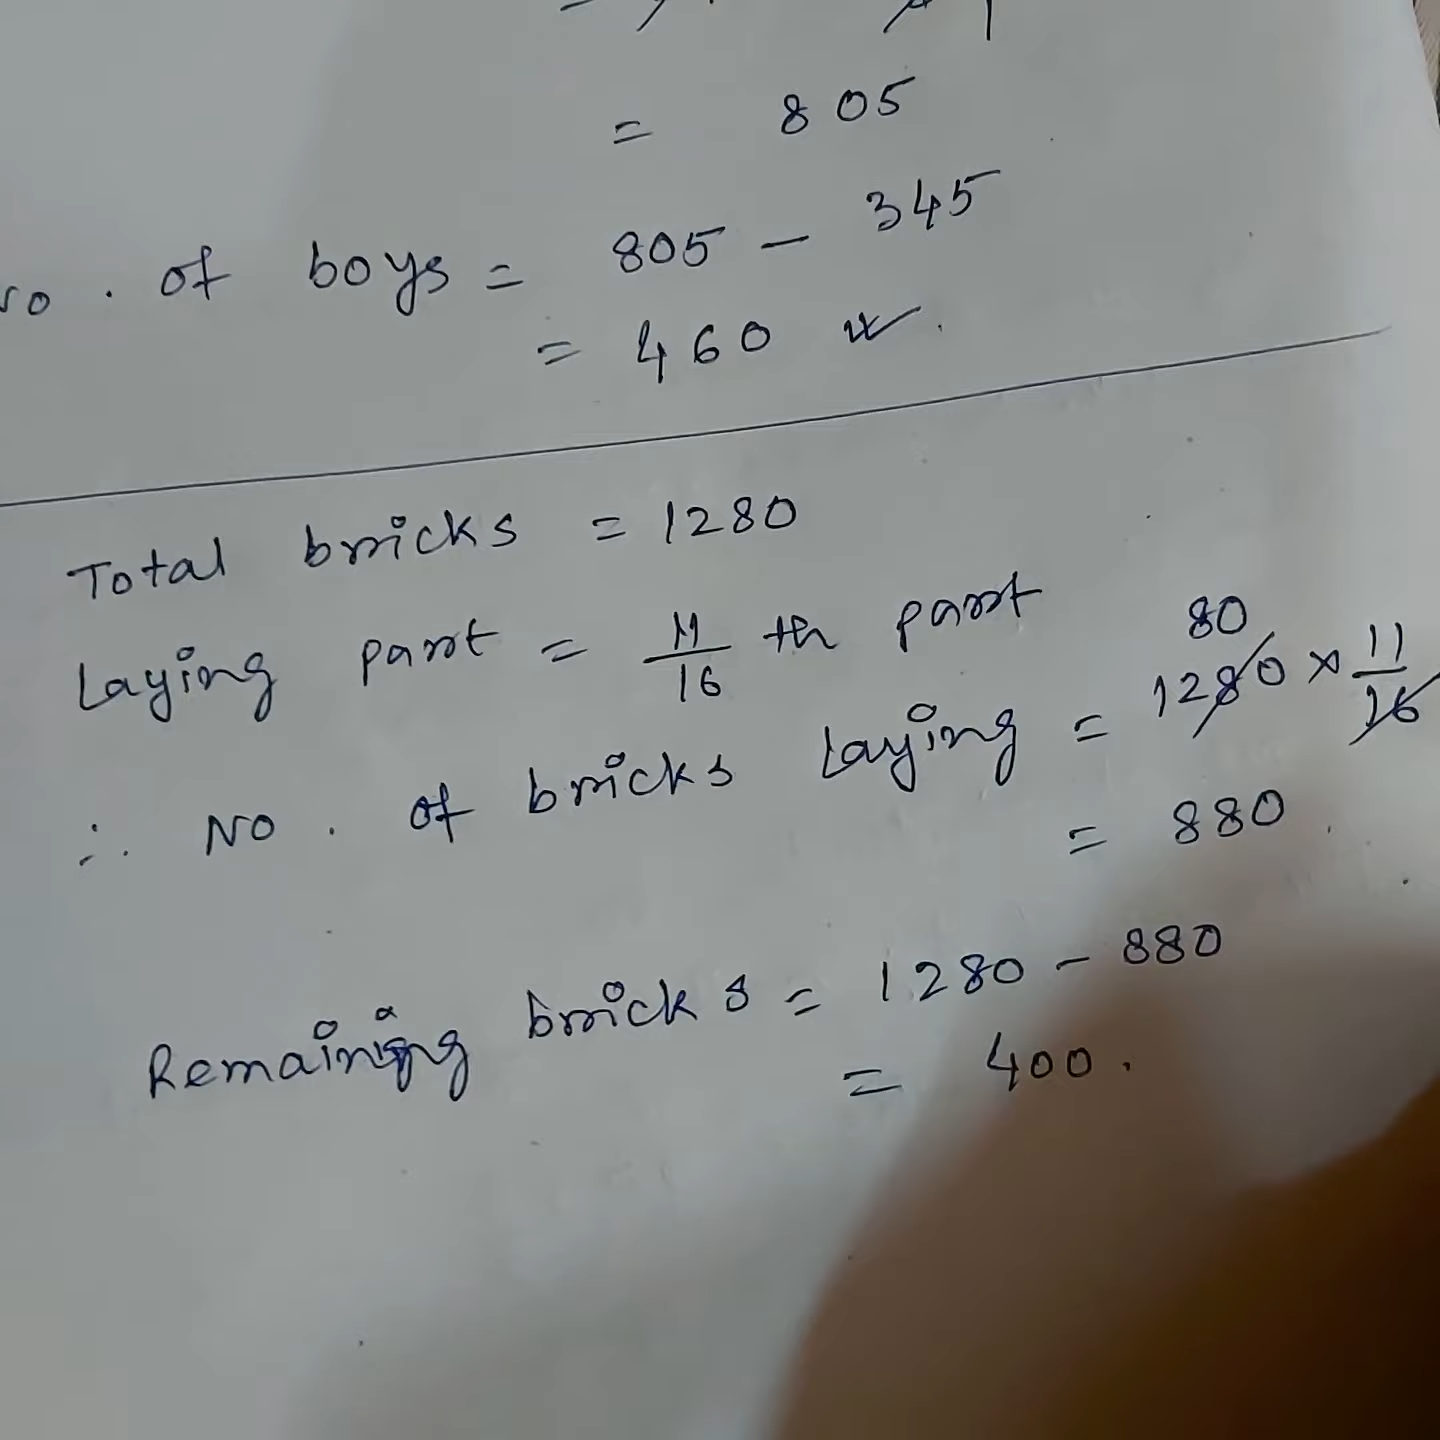 = 805
No. of boys = 805 - 345
= 460
Total bricks = 1280
Laying part = 11/16 th part
80
∴ No. of bricks Laying = 1280 × 11/16
= 880.
Remaining bricks = 1280 - 880
= 400.